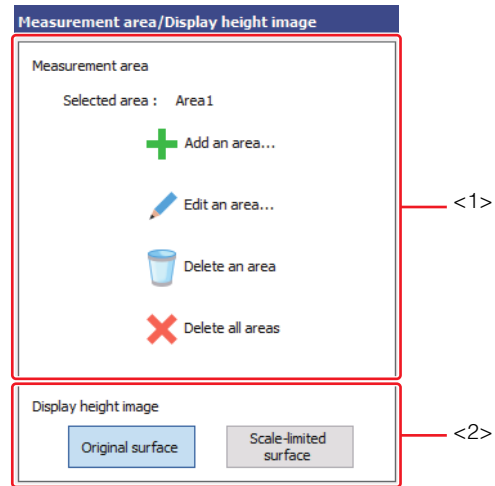 Measurement area/Display height image
Measurement area
Selected area : Area1
Add an area...
Edit an area...
<1>
Delete an area
Delete all areas
Display height image
Original surface
Scale-limited
surface
<2>